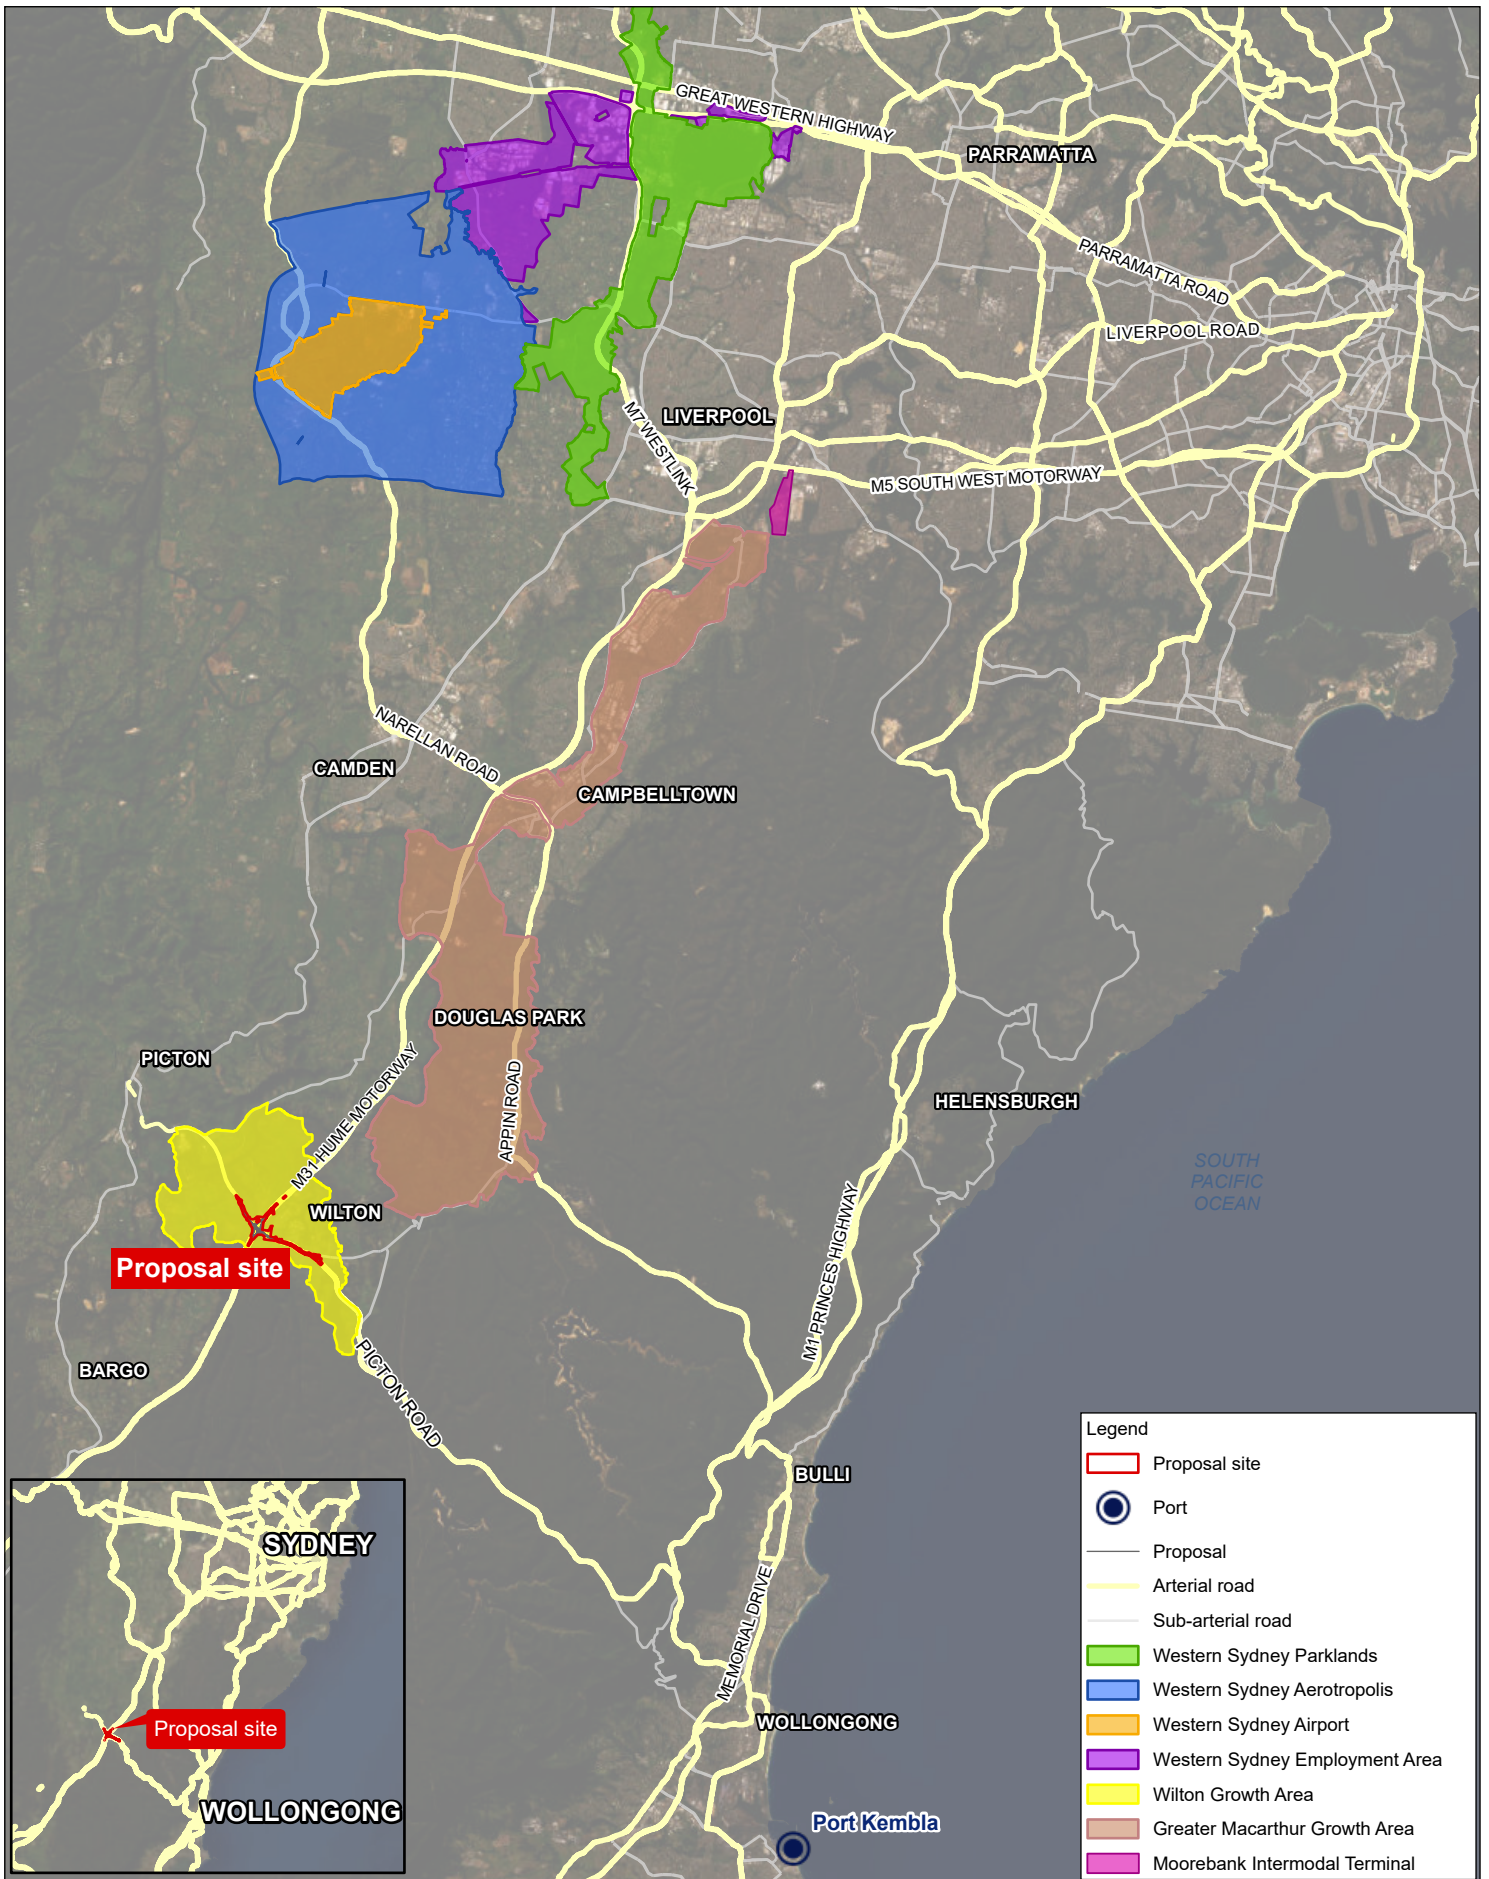 GREAT WESTERN HIGHWAY
PARRAMATTA
PARRAMATTA ROAD
LIVERPOOL ROAD
LIVERPOOL
M7 WESTLINK
M5 SOUTH WEST MOTORWAY
NARELLAN ROAD
CAMDEN
CAMPBELLTOWN
DOUGLAS PARK
PICTON
M31 HUME MOTORWAY
APPIN ROAD
HELENSBURGH
SOUTH
PACIFIC
OCEAN
WILTON
Proposal site
M1 PRINCES HIGHWAY
BARGO
PICTON ROAD
BULLI
MEMORIAL DRIVE
WOLLONGONG
Port Kembla
SYDNEY
Proposal site
WOLLONGONG
Legend
Proposal site
Port
Proposal
Arterial road
Sub-arterial road
Western Sydney Parklands
Western Sydney Aerotropolis
Western Sydney Airport
Western Sydney Employment Area
Wilton Growth Area
Greater Macarthur Growth Area
Moorebank Intermodal Terminal